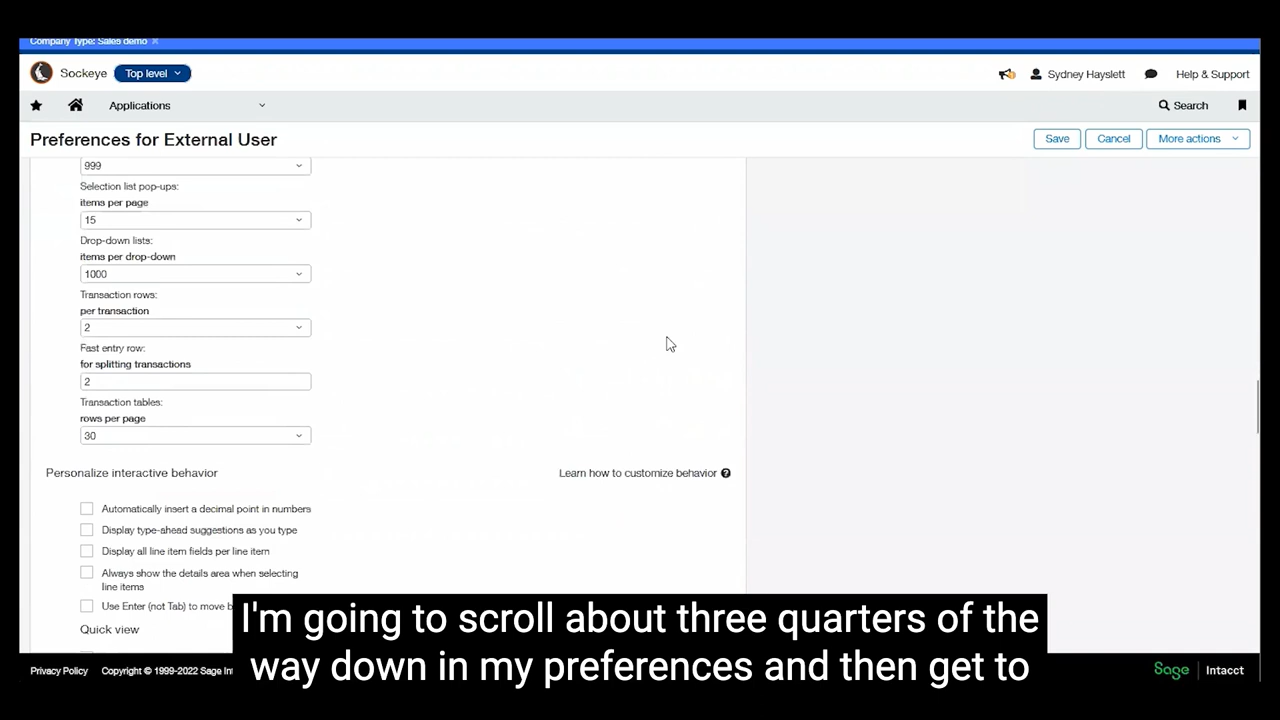 Company Type: Sales demo ×
Sockeye
Top level
Sydney Hayslett
Help & Support
Applications
Search
Preferences for External User
Save
Cancel
More actions
999
Selection list pop-ups:
items per page
15
Drop-down lists:
items per drop-down
1000
Transaction rows:
per transaction
2
Fast entry row:
for splitting transactions
2
Transaction tables:
rows per page
30
Personalize interactive behavior
Learn how to customize behavior ?
Automatically insert a decimal point in numbers
Display type-ahead suggestions as you type
Display all line item fields per line item
Always show the details area when selecting
line items
Use Enter (not Tab) to move
Quick view
I'm going to scroll about three quarters of the
way down in my preferences and then get to
Privacy Policy
Copyright © 1999-2022 Sage
Sage
Intacct